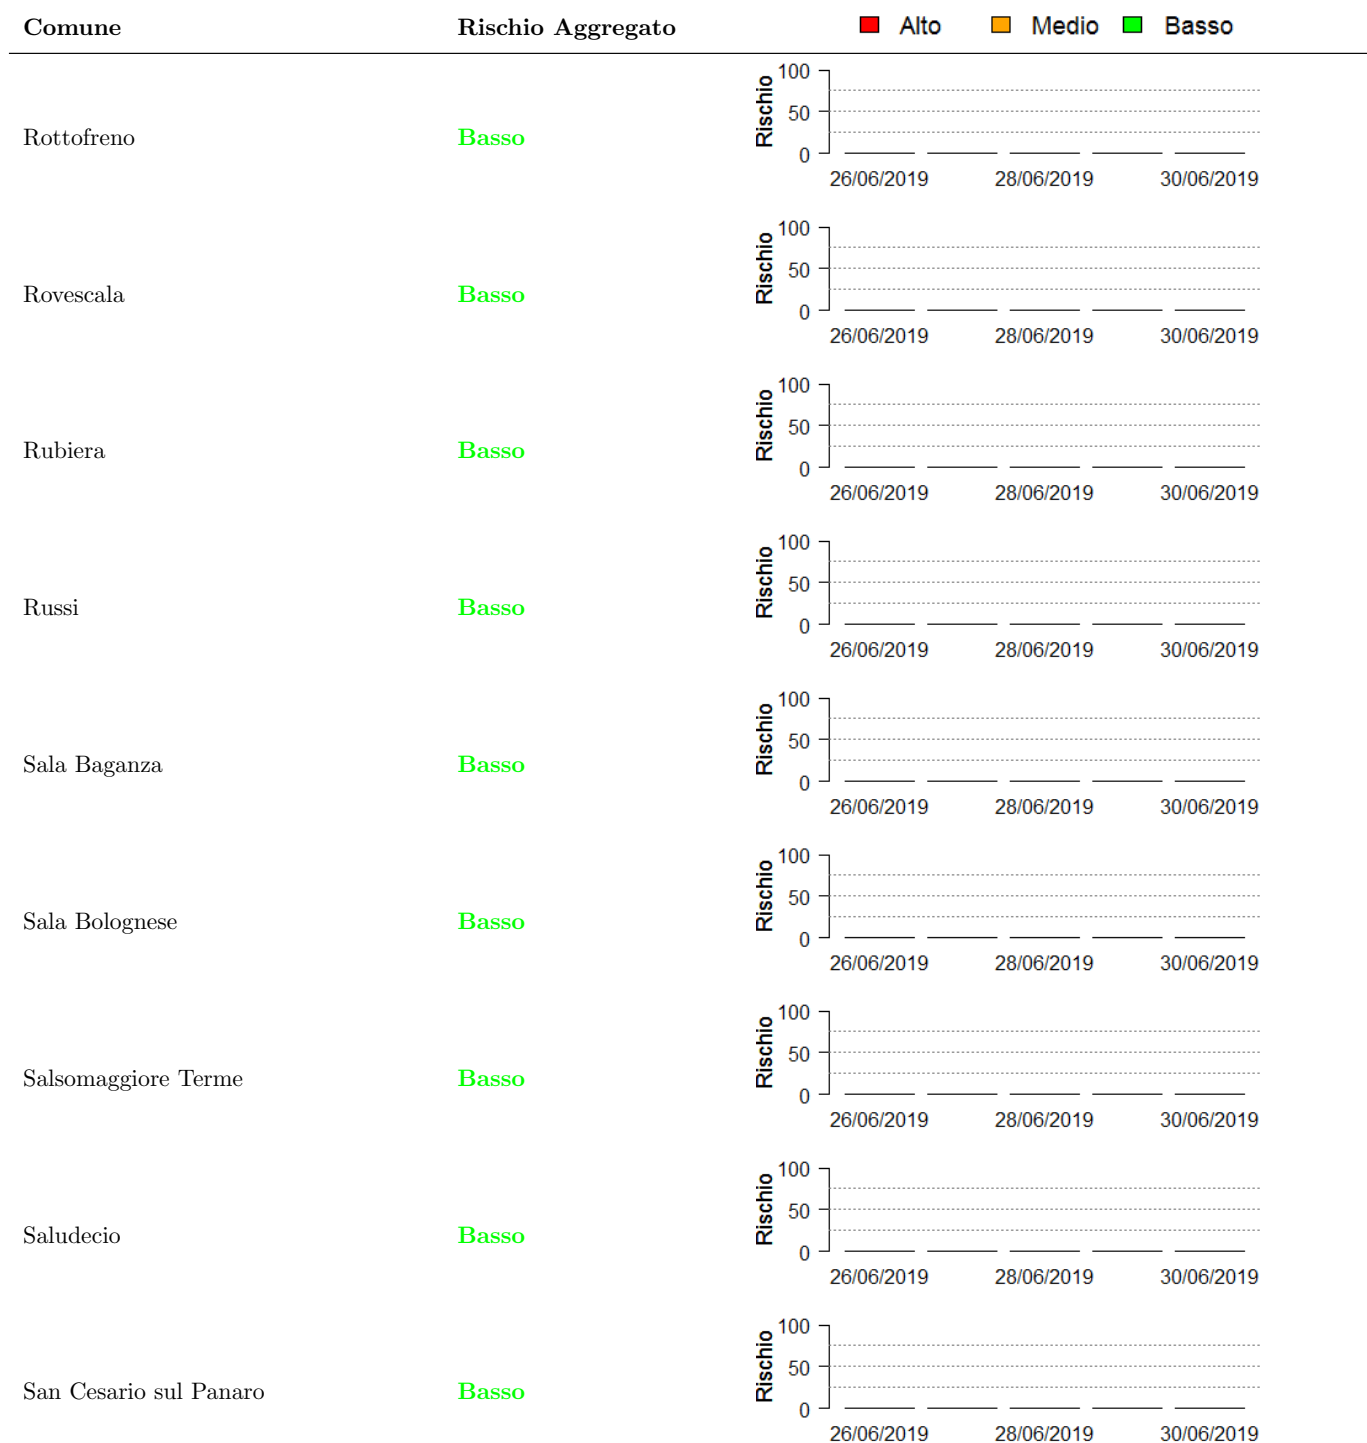 Comune Rischio Aggregato Alto Medio Basso
Rottofreno Basso
Rischio
100
50
0
26/06/2019 28/06/2019 30/06/2019
Rovescala Basso
Rischio
100
50
0
26/06/2019 28/06/2019 30/06/2019
Rubiera Basso
Rischio
100
50
0
26/06/2019 28/06/2019 30/06/2019
Russi Basso
Rischio
100
50
0
26/06/2019 28/06/2019 30/06/2019
Sala Baganza Basso
Rischio
100
50
0
26/06/2019 28/06/2019 30/06/2019
Sala Bolognese Basso
Rischio
100
50
0
26/06/2019 28/06/2019 30/06/2019
Salsomaggiore Terme Basso
Rischio
100
50
0
26/06/2019 28/06/2019 30/06/2019
Saludecio Basso
Rischio
100
50
0
26/06/2019 28/06/2019 30/06/2019
San Cesario sul Panaro Basso
Rischio
100
50
0
26/06/2019 28/06/2019 30/06/2019